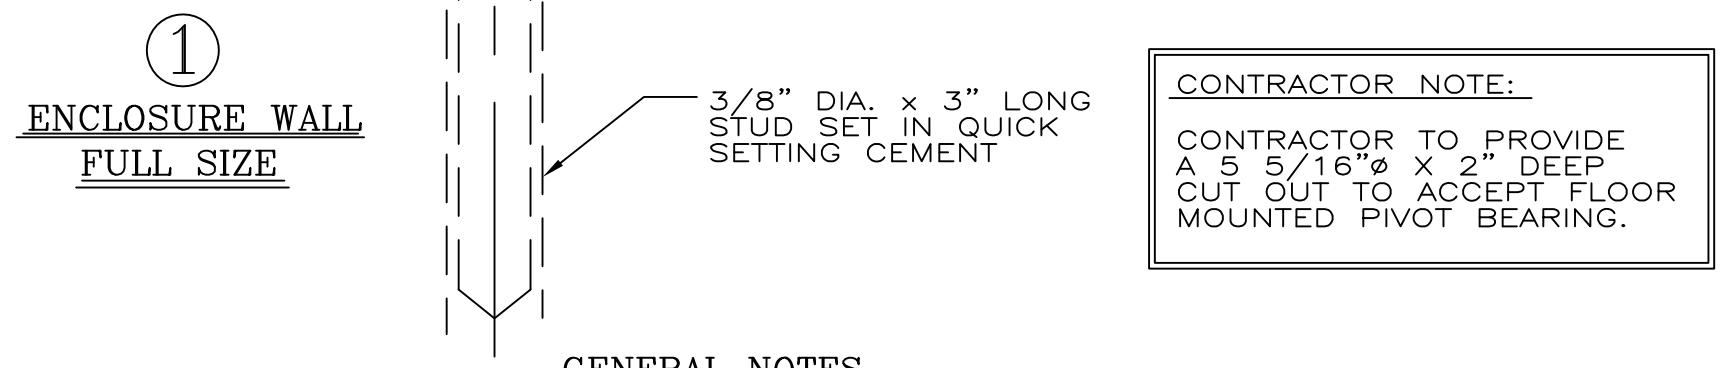 1
ENCLOSURE WALL
FULL SIZE
3/8" DIA. x 3" LONG
STUD SET IN QUICK
SETTING CEMENT
CONTRACTOR NOTE:
CONTRACTOR TO PROVIDE
A 5 5/16"ø X 2" DEEP
CUT OUT TO ACCEPT FLOOR
MOUNTED PIVOT BEARING.
GENERAL NOTES